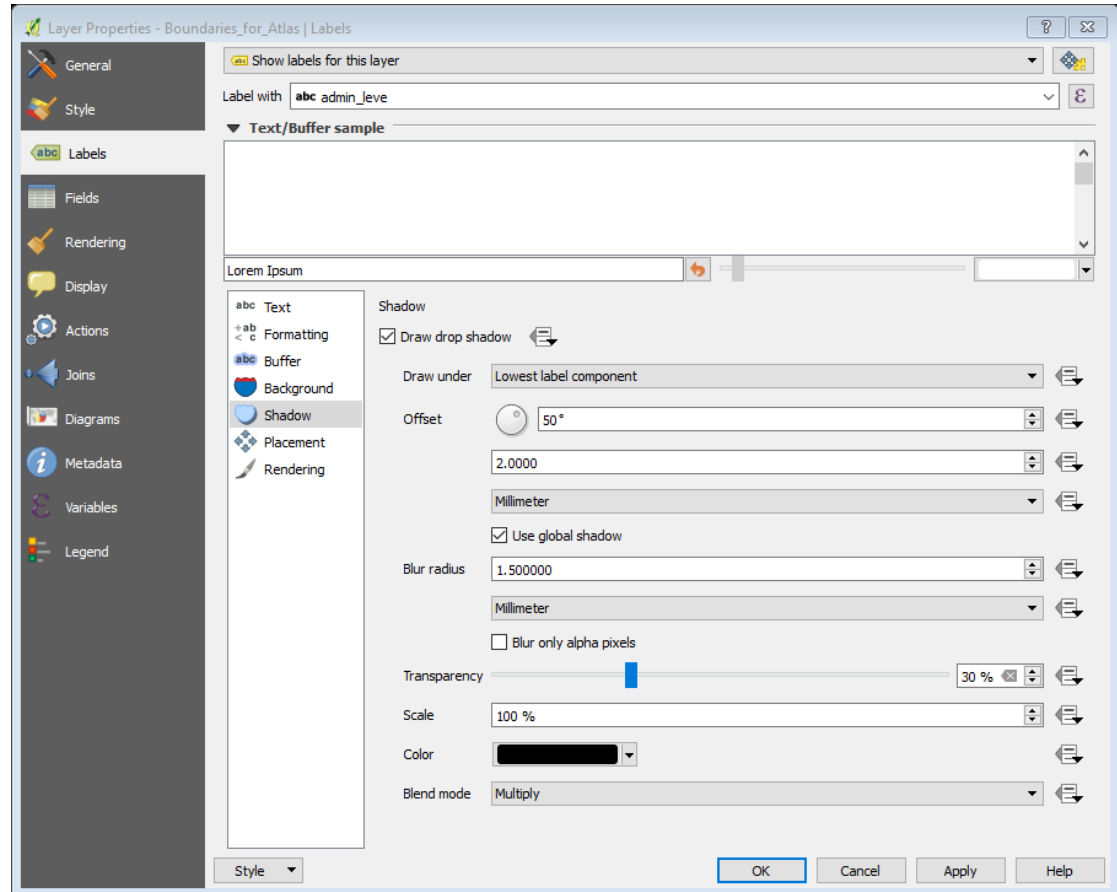 Layer Properties - Boundaries_for_Atlas | Labels
General
Style
abc Labels
Fields
Rendering
Display
Actions
Joins
Diagrams
Metadata
Variables
Legend
abc Show labels for this layer
Label with abc admin_leve ε
Text/Buffer sample
Lorem Ipsum
abc Text
+ab < c Formatting
abc Buffer
Background
Shadow
Placement
Rendering
Shadow
Draw drop shadow
Draw under Lowest label component
Offset 50°
2.0000
Millimeter
Use global shadow
Blur radius 1.500000
Millimeter
Blur only alpha pixels
Transparency 30 %
Scale 100 %
Color
Blend mode Multiply
Style OK Cancel Apply Help